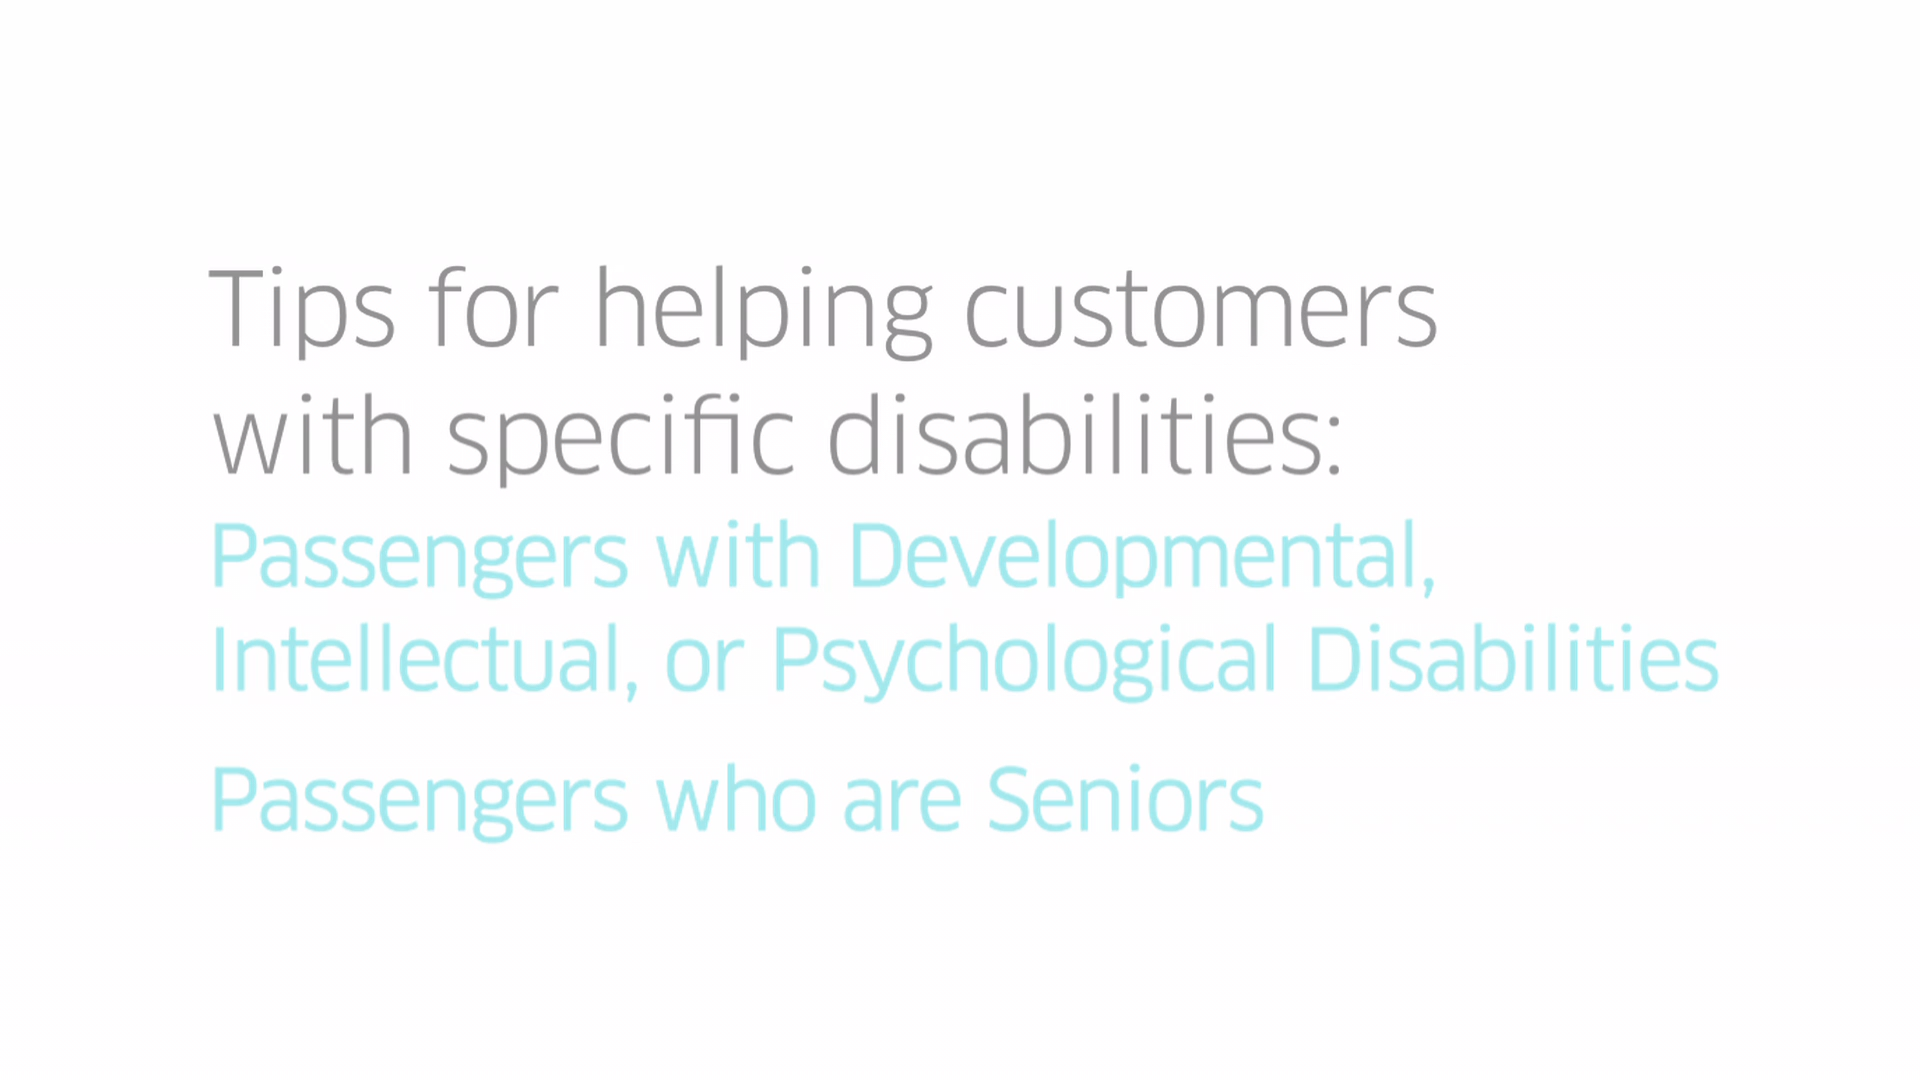 Tips for helping customers
with specific disabilities:
Passengers with Developmental,
Intellectual, or Psychological Disabilities
Passengers who are Seniors